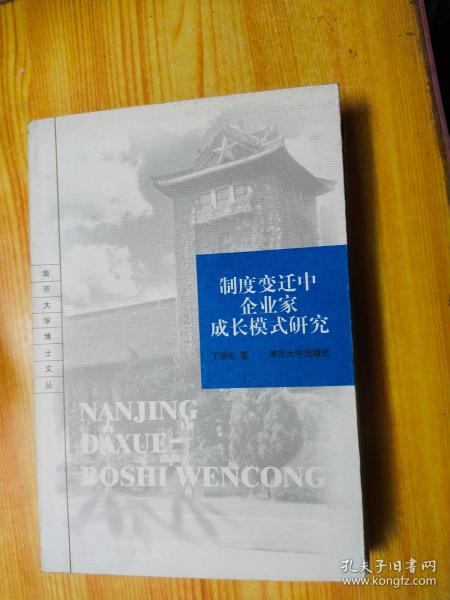 南京大学博士文丛
制度变迁中
企业家
成长模式研究
著 南京大学出版社
NANJING
DAXUE
BOSHI WENCONG
孔夫子旧书网
www.kongfz.com